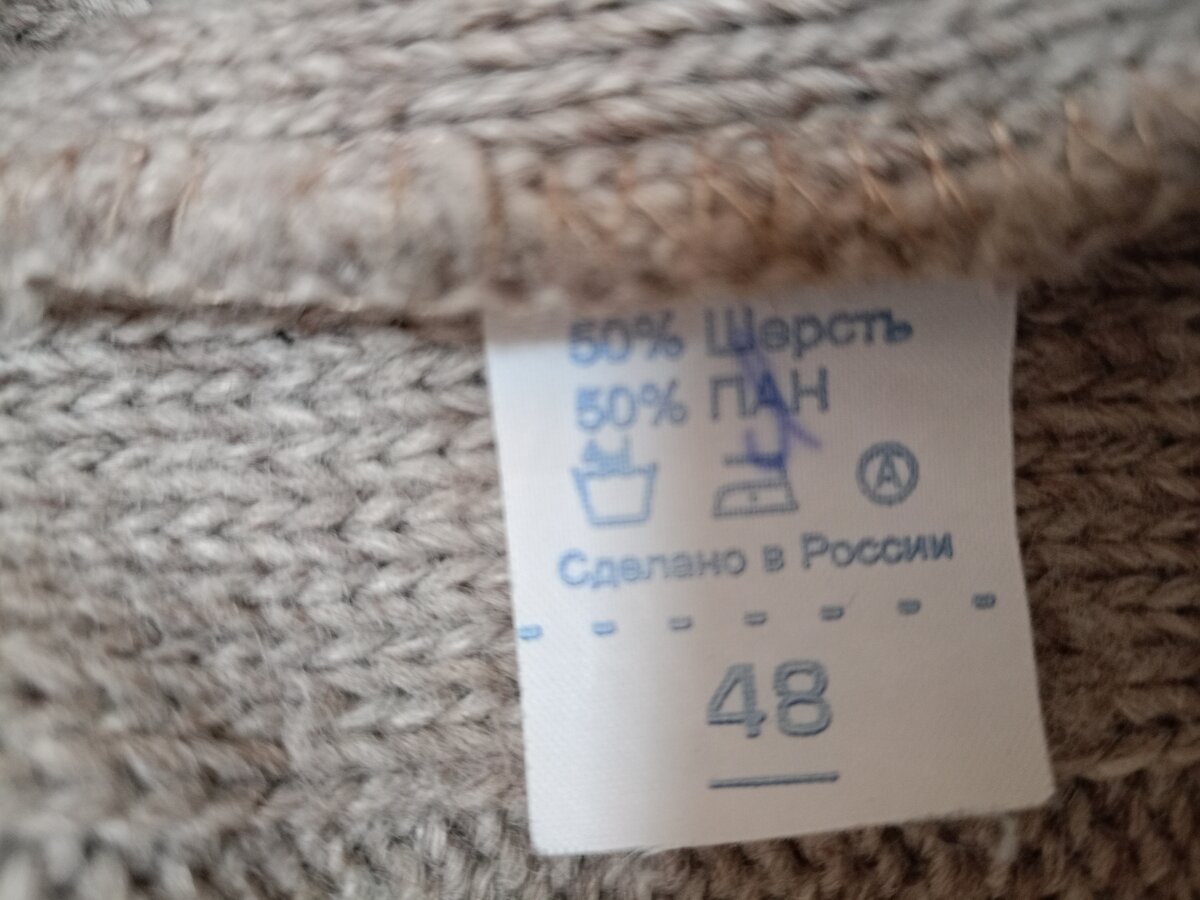 50% Шерсть
50% ПАН
A
Сделано в России
48